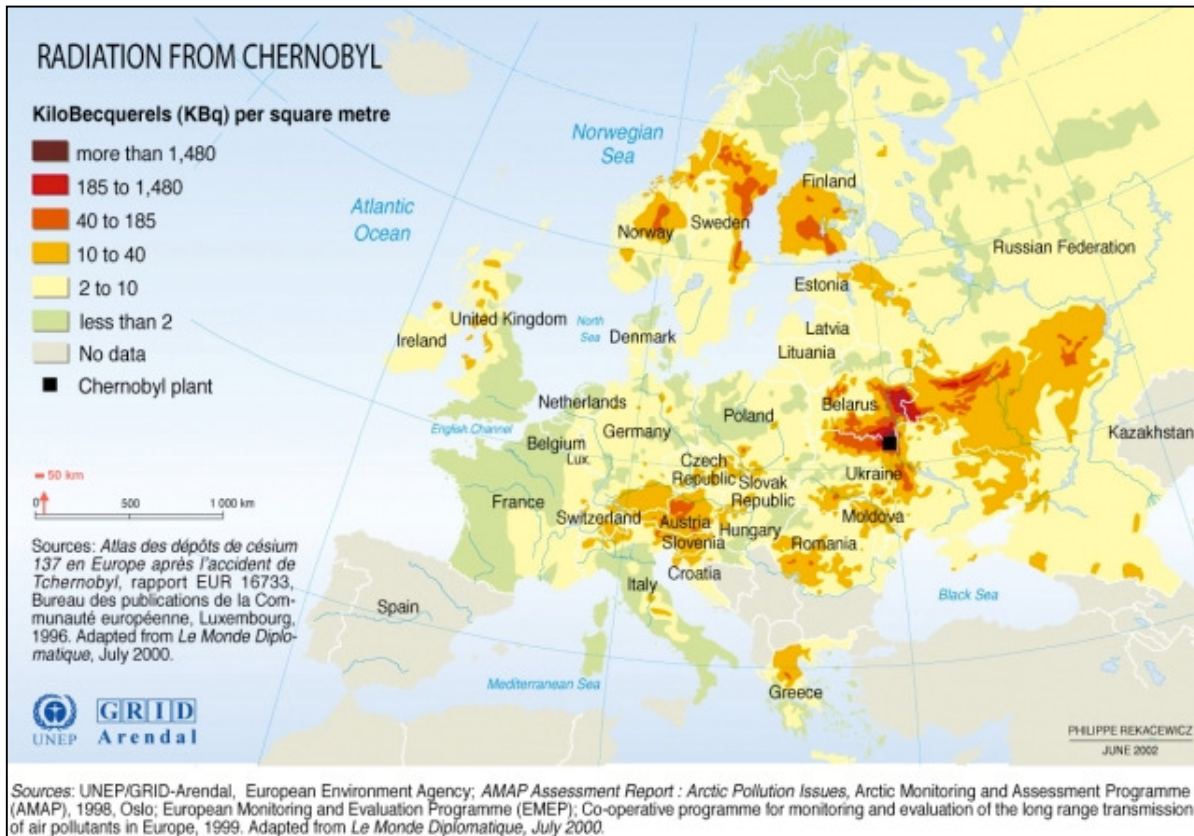 RADIATION FROM CHERNOBYL
KiloBecquerels (KBq) per square metre
more than 1,480
185 to 1,480
40 to 185
10 to 40
2 to 10
less than 2
No data
Chernobyl plant
50 km
0 500 1 000 km
Sources: Atlas des dépôts de césium
137 en Europe après l'accident de
Tchernobyl, rapport EUR 16733,
Bureau des publications de la Com-
munauté européenne, Luxembourg,
1996. Adapted from Le Monde Diplo-
matique, July 2000.
UNEP
GRID
Arendal
Norwegian
Sea
Atlantic
Ocean
Finland
Sweden
Norway
Russian Federation
Estonia
United Kingdom
North
Sea
Denmark
Latvia
Ireland
Lituania
Netherlands
Poland
Belarus
English Channel
Germany
Kazakhstan
Belgium
Lux.
Czech
Republic
Slovak
Republic
Ukraine
France
Switzerland
Austria
Hungary
Moldova
Slovenia
Romania
Croatia
Italy
Spain
Black Sea
Mediterranean Sea
Greece
PHILIPPE REKACEWICZ
JUNE 2002
Sources: UNEP/GRID-Arendal, European Environment Agency; AMAP Assessment Report : Arctic Pollution Issues, Arctic Monitoring and Assessment Programme
(AMAP), 1998, Oslo; European Monitoring and Evaluation Programme (EMEP); Co-operative programme for monitoring and evaluation of the long range transmission
of air pollutants in Europe, 1999. Adapted from Le Monde Diplomatique, July 2000.